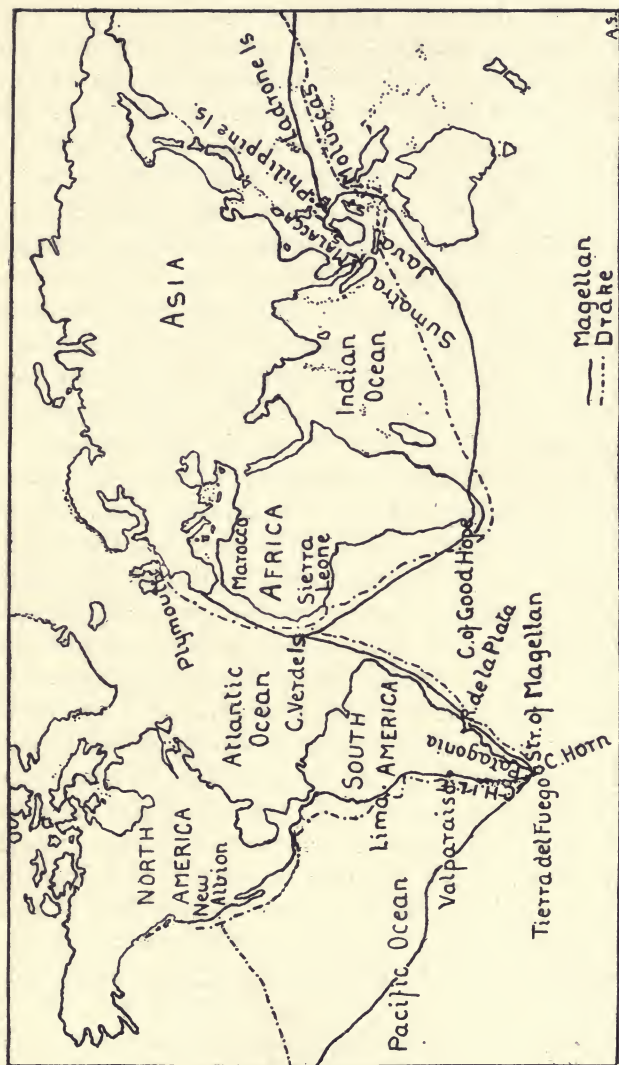 NORTH
AMERICA
New
Albion
Atlantic
Ocean
Plymouth
C. Verde Is
Marocco
AFRICA
Sierra
Leone
ASIA
Indian
Ocean
MALACCA
Philippine Is.
Ladrone Is
Moluccas
Sumatra
Java
SOUTH
AMERICA
Lima
Valparaiso
CHILE
Patagonia
de la Plata
C. of Good Hope
Pacific Ocean
Tierra del Fuego
Str. of Magellan
C. Horn
Magellan
Drake
A.S.